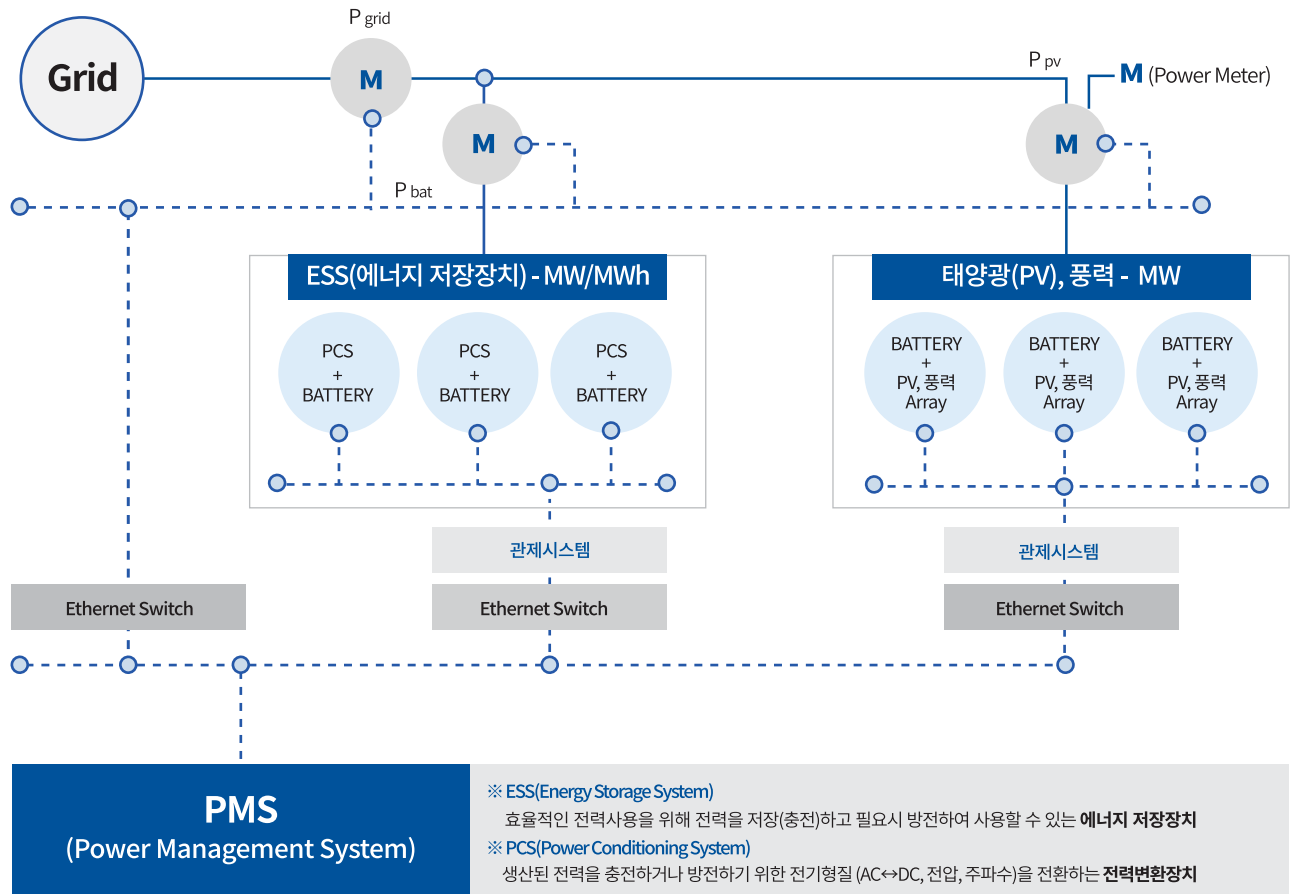 P grid
Grid
M
P pv
M (Power Meter)
M
M
P bat
ESS(에너지 저장장치) - MW/MWh
태양광(PV), 풍력 - MW
PCS
+
BATTERY
PCS
+
BATTERY
PCS
+
BATTERY
BATTERY
+
PV, 풍력
Array
BATTERY
+
PV, 풍력
Array
BATTERY
+
PV, 풍력
Array
관제시스템
관제시스템
Ethernet Switch
Ethernet Switch
Ethernet Switch
PMS
(Power Management System)
※ ESS(Energy Storage System)
효율적인 전력사용을 위해 전력을 저장(충전)하고 필요시 방전하여 사용할 수 있는 에너지 저장장치
※ PCS(Power Conditioning System)
생산된 전력을 충전하거나 방전하기 위한 전기형질 (AC↔DC, 전압, 주파수)을 전환하는 전력변환장치